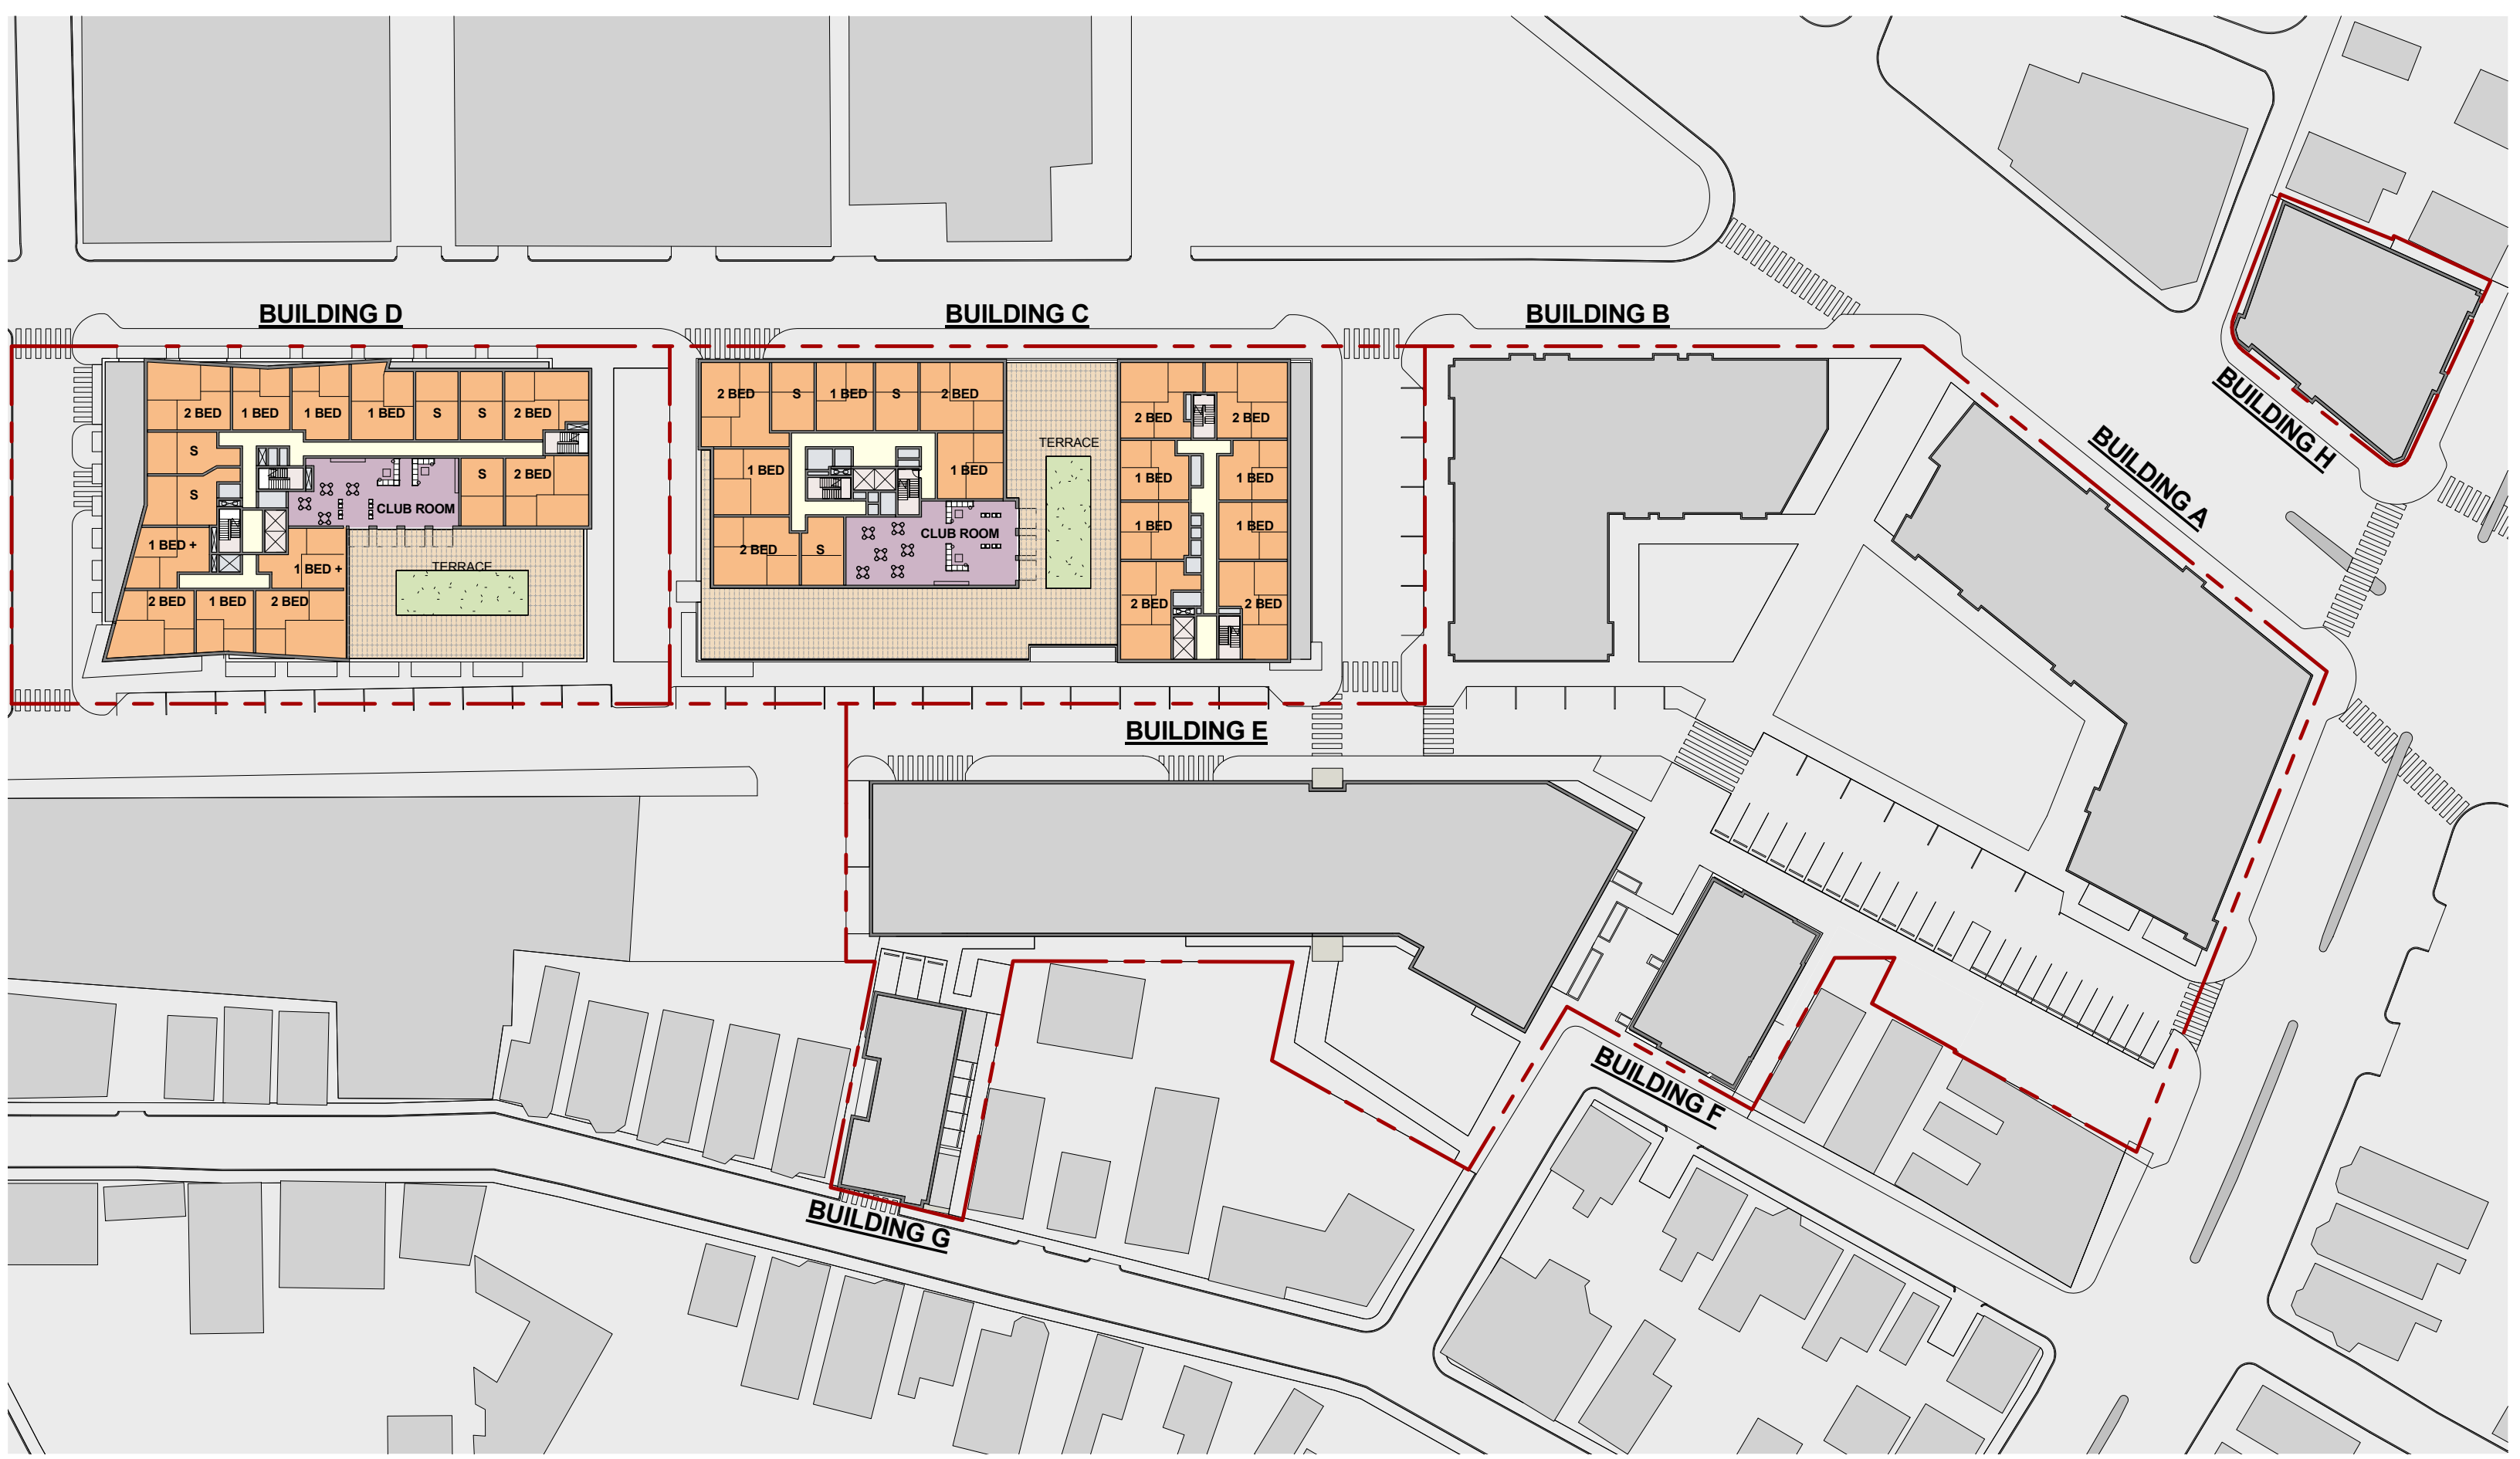 BUILDING D
BUILDING C
BUILDING B
BUILDING H
BUILDING A
2 BED
1 BED
1 BED
1 BED
S
S
2 BED
S
S
S
2 BED
CLUB ROOM
1 BED +
1 BED +
TERRACE
2 BED
1 BED
2 BED
2 BED
S
1 BED
S
2 BED
TERRACE
1 BED
1 BED
2 BED
S
CLUB ROOM
2 BED
2 BED
1 BED
1 BED
1 BED
1 BED
2 BED
2 BED
BUILDING E
BUILDING F
BUILDING G